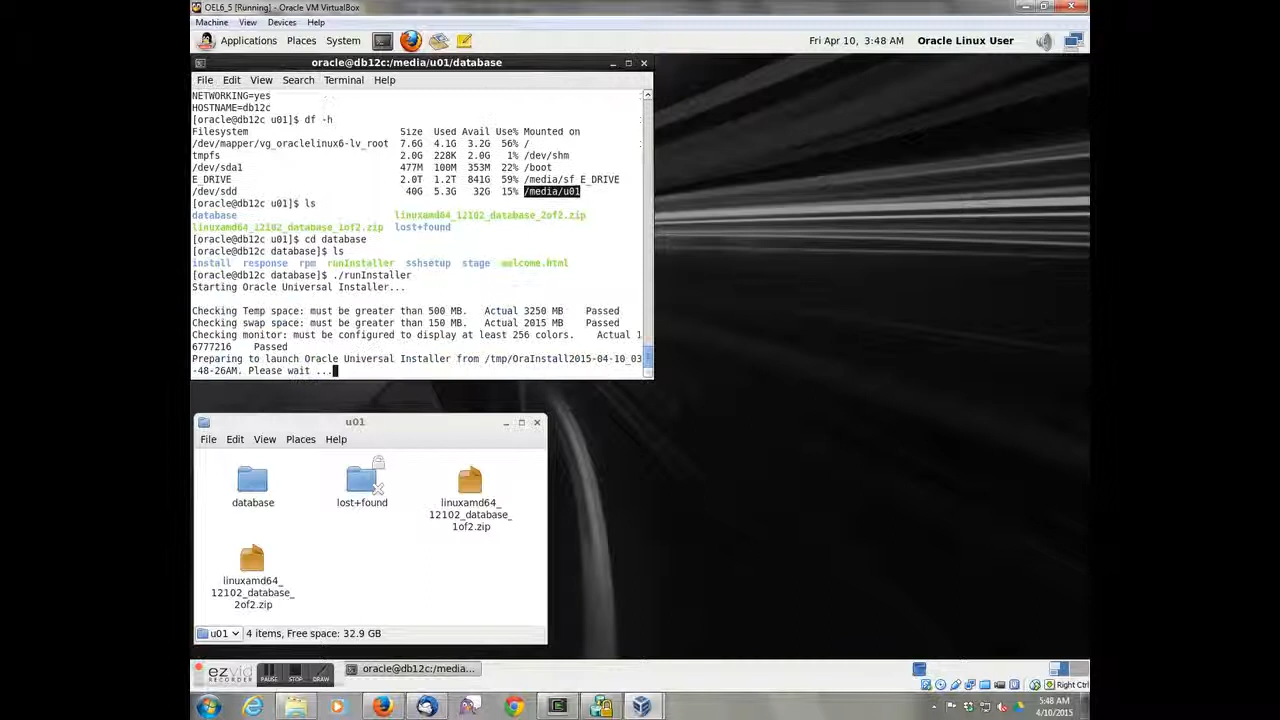 OEL6_5 [Running] - Oracle VM VirtualBox
Machine View Devices Help
Applications Places System
Fri Apr 10, 3:48 AM Oracle Linux User
oracle@db12c:/media/u01/database
File Edit View Search Terminal Help
NETWORKING=yes
HOSTNAME=db12c
[oracle@db12c u01]$ df -h
Filesystem Size Used Avail Use% Mounted on
/dev/mapper/vg_oraclelinux6-lv_root 7.6G 4.1G 3.2G 56% /
tmpfs 2.0G 228K 2.0G 1% /dev/shm
/dev/sda1 477M 100M 353M 22% /boot
E_DRIVE 2.0T 1.2T 841G 59% /media/sf_E_DRIVE
/dev/sdd 40G 5.3G 32G 15% /media/u01
[oracle@db12c u01]$ ls
database linuxamd64_12102_database_2of2.zip
linuxamd64_12102_database_1of2.zip lost+found
[oracle@db12c u01]$ cd database
[oracle@db12c database]$ ls
install response rpm runInstaller sshsetup stage welcome.html
[oracle@db12c database]$ ./runInstaller
Starting Oracle Universal Installer...
Checking Temp space: must be greater than 500 MB. Actual 3250 MB Passed
Checking swap space: must be greater than 150 MB. Actual 2015 MB Passed
Checking monitor: must be configured to display at least 256 colors. Actual 1
6777216 Passed
Preparing to launch Oracle Universal Installer from /tmp/OraInstall2015-04-10_03
-48-26AM. Please wait ...
u01
File Edit View Places Help
database
lost+found
linuxamd64_
12102_database_
1of2.zip
linuxamd64_
12102_database_
2of2.zip
u01 4 items, Free space: 32.9 GB
ezvid
RECORDER
PAUSE STOP DRAW
oracle@db12c:/media...
Right Ctrl
5:48 AM
4/10/2015